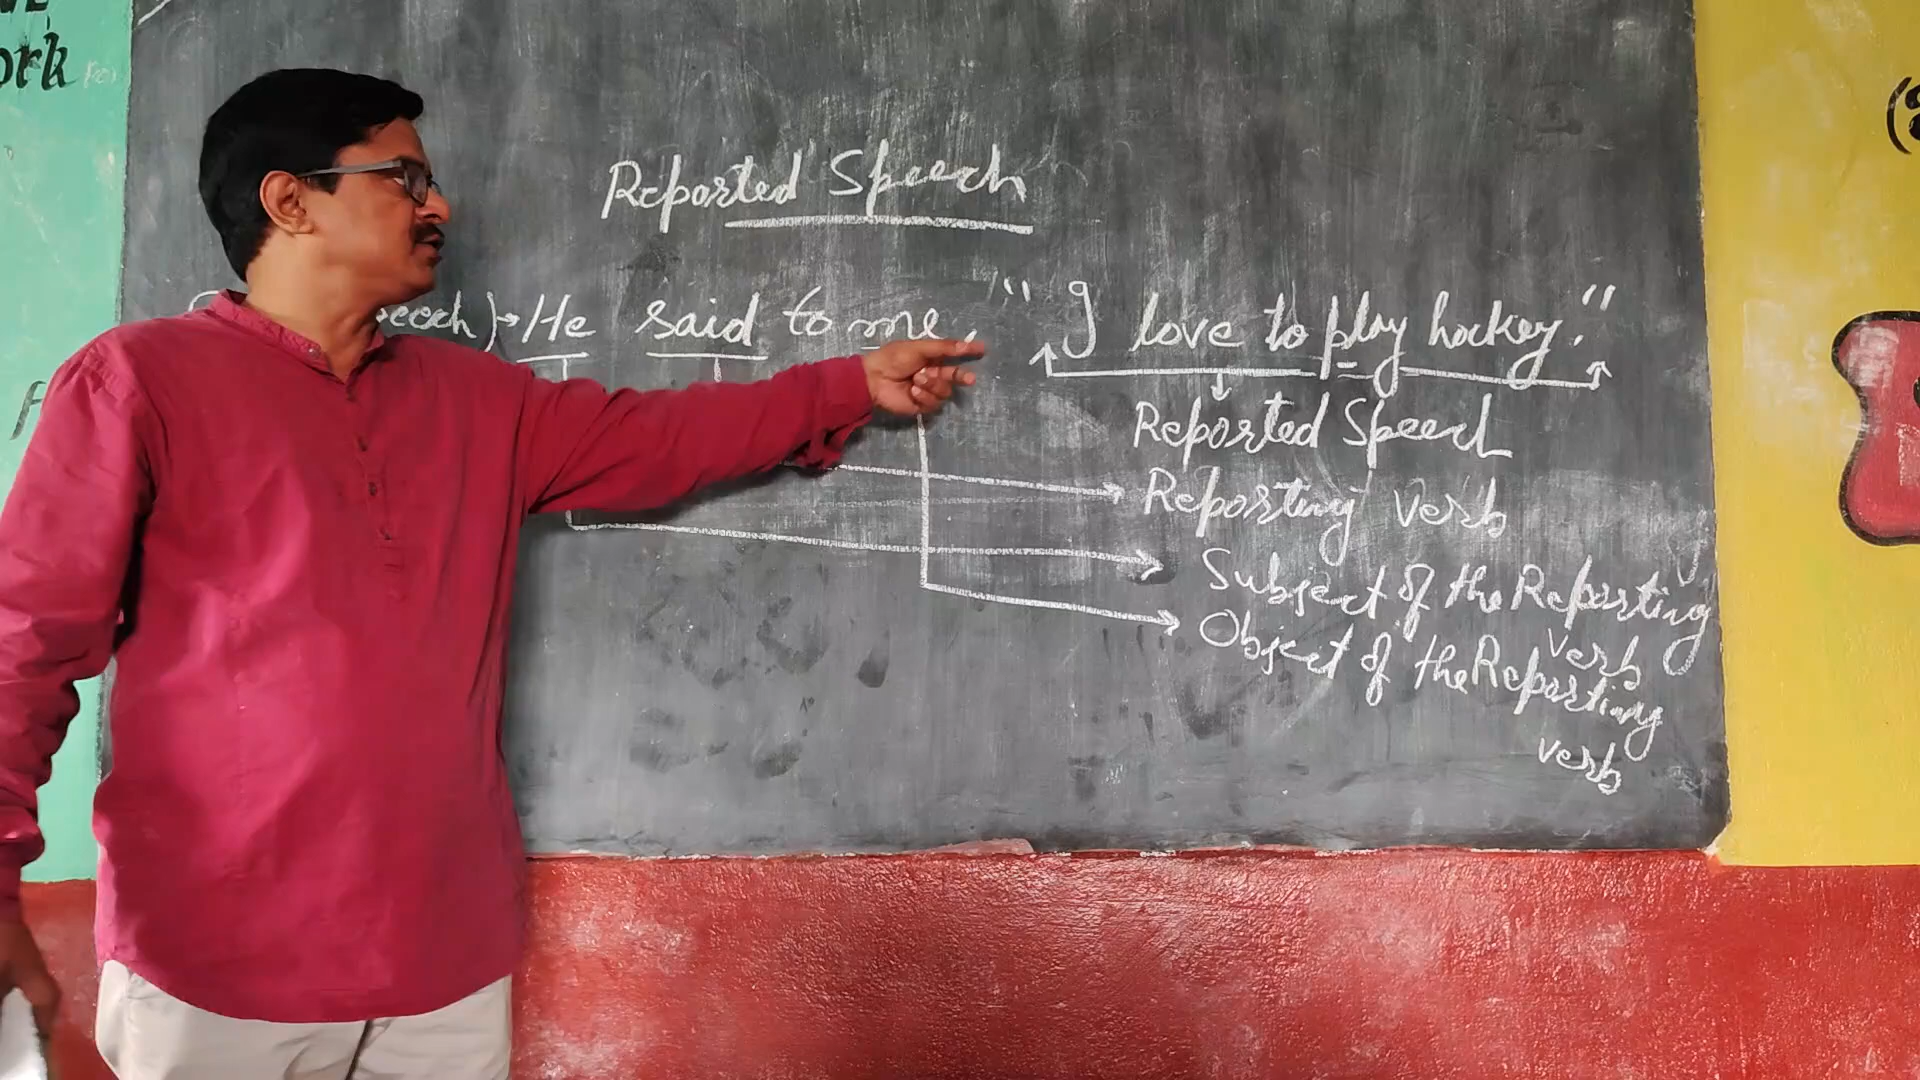 ork
Reported Speech
eech) → He said to me, "I love to play hockey."
Reported Speech
Reporting verb
Subject of the Reporting
verb
Object of the Reporting
verb